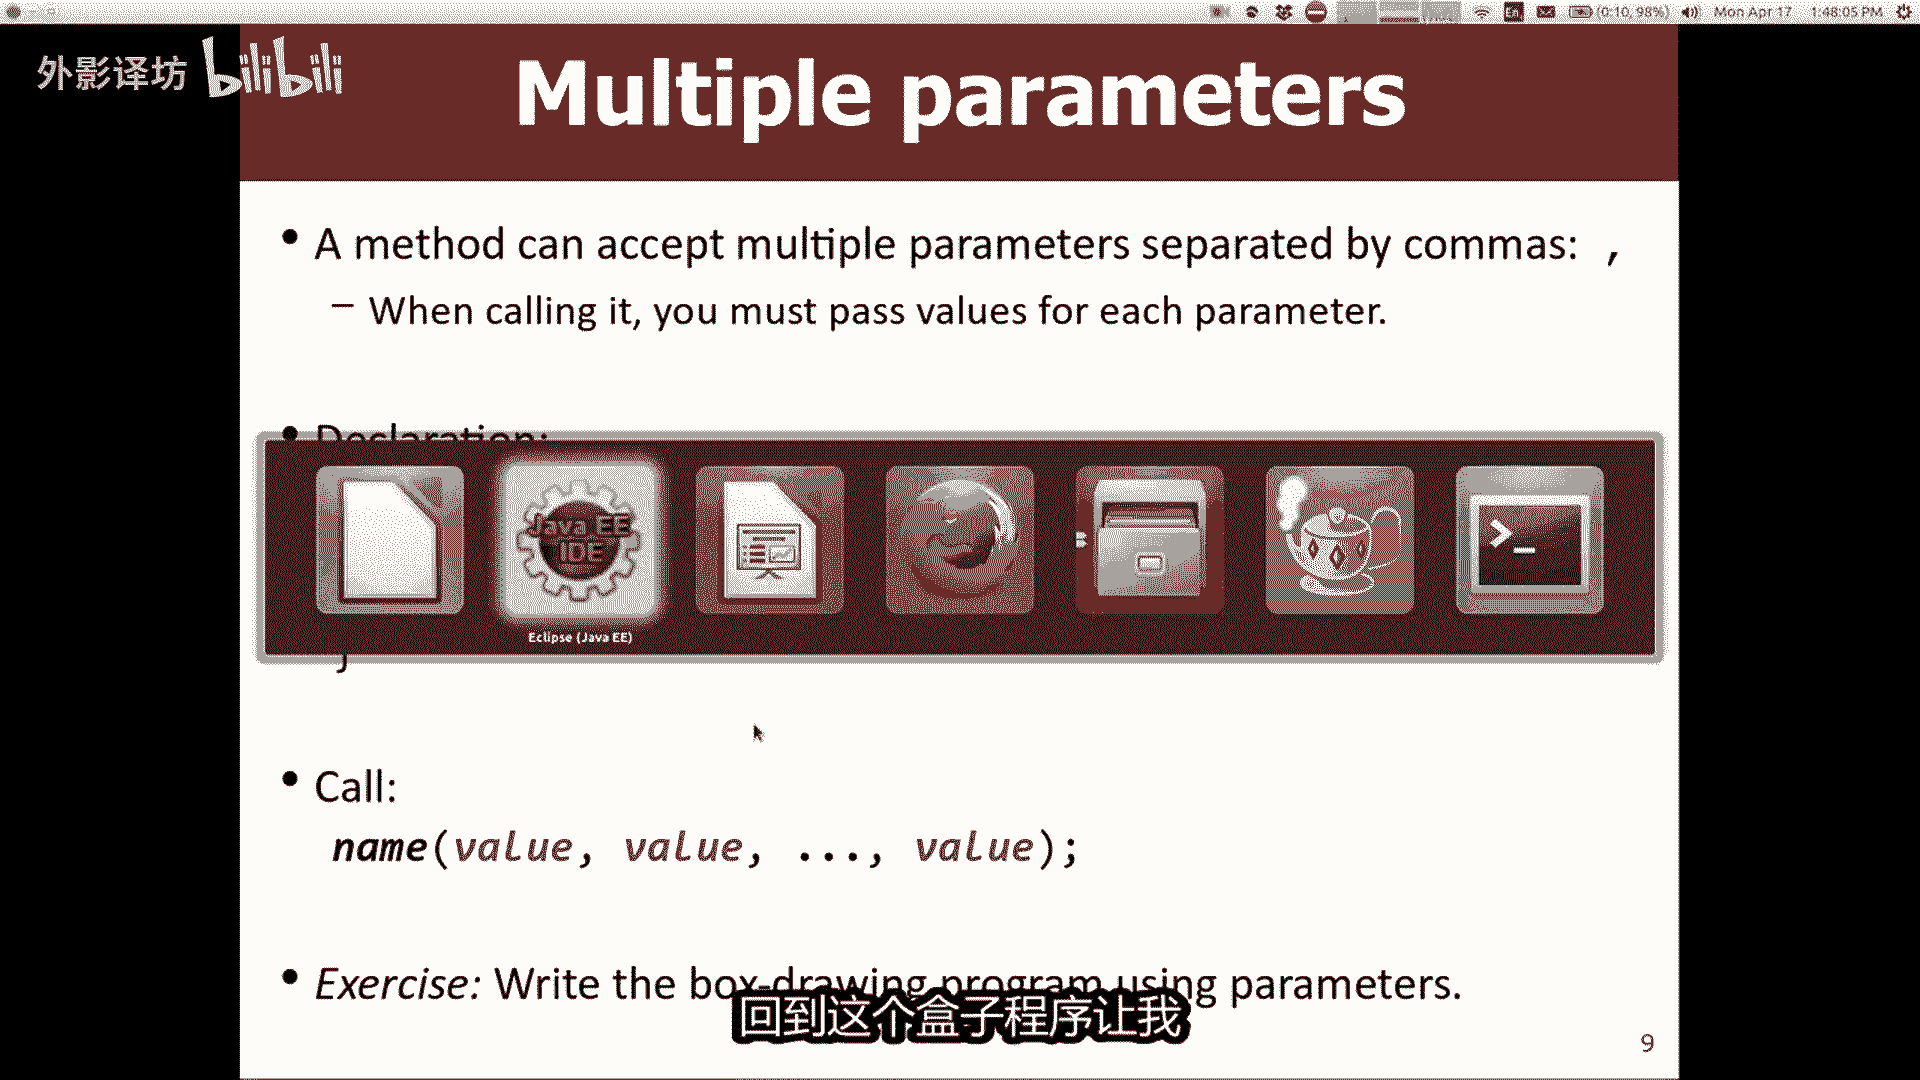 (0:10, 98%) Mon Apr 17 1:48:05 PM
外影译坊 bilibili
Multiple parameters
• A method can accept multiple parameters separated by commas: ,
– When calling it, you must pass values for each parameter.
• Declaration:
Java EE
IDE
Eclipse (Java EE)
}
• Call:
name(value, value, ..., value);
• Exercise: Write the box-drawing program using parameters.
回到这个盒子程序让我
9